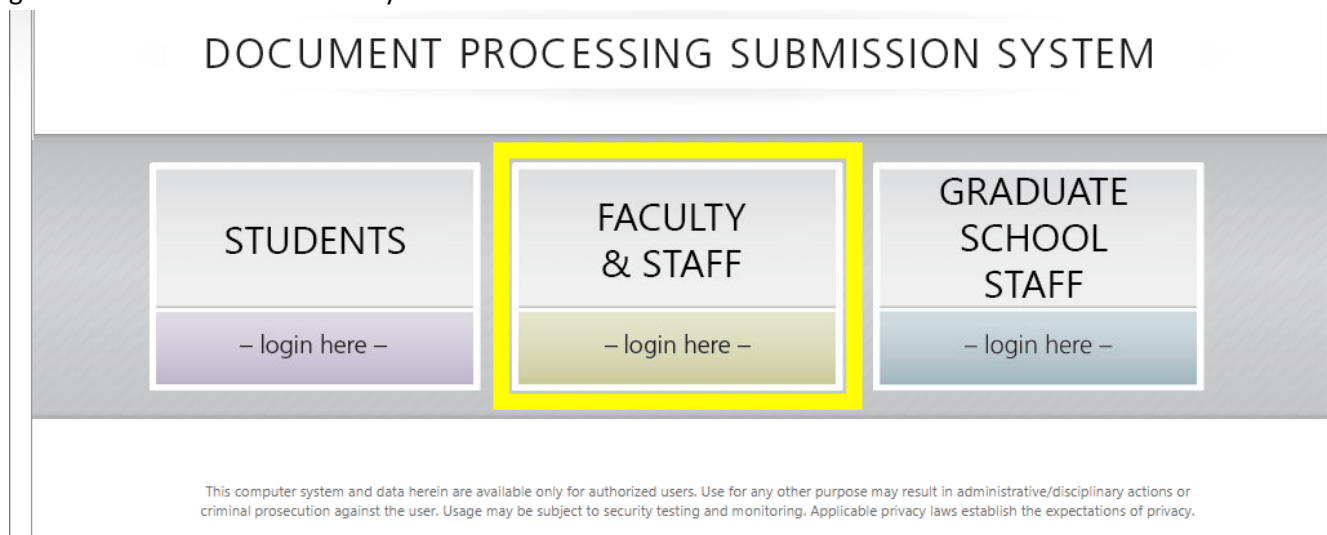 DOCUMENT PROCESSING SUBMISSION SYSTEM
STUDENTS
– login here –
FACULTY
& STAFF
– login here –
GRADUATE
SCHOOL
STAFF
– login here –
This computer system and data herein are available only for authorized users. Use for any other purpose may result in administrative/disciplinary actions or
criminal prosecution against the user. Usage may be subject to security testing and monitoring. Applicable privacy laws establish the expectations of privacy.